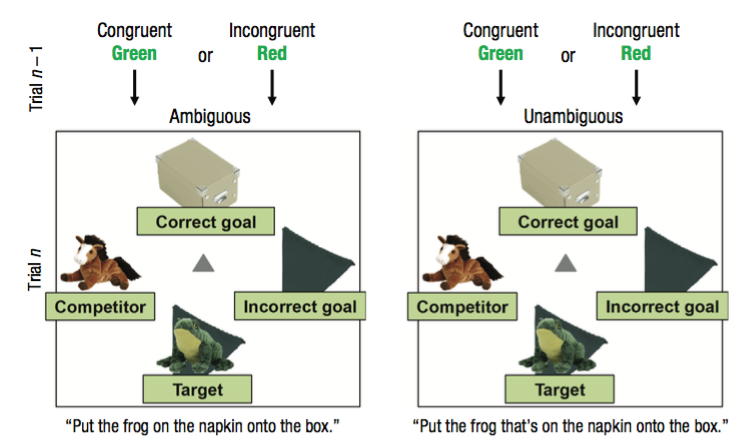 Congruent Incongruent Congruent Incongruent
Green or Red Green or Red
Trial n – 1
Ambiguous Unambiguous
Trial n
Correct goal Correct goal
Competitor Incorrect goal Competitor Incorrect goal
Target Target
“Put the frog on the napkin onto the box.” “Put the frog that’s on the napkin onto the box.”